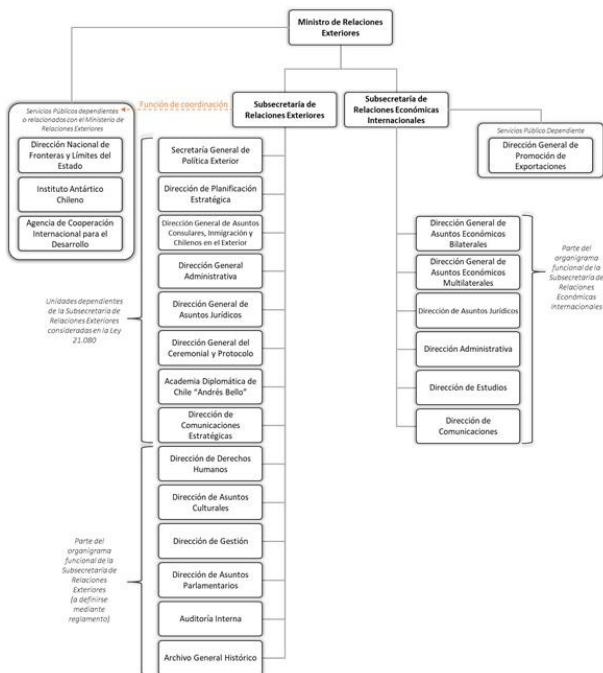 Ministro de Relaciones
Exteriores
Servicios Públicos dependientes
o relacionados con el Ministerio de
Relaciones Exteriores
Función de coordinación
Subsecretaría de
Relaciones Exteriores
Subsecretaría de
Relaciones Económicas
Internacionales
Dirección Nacional de
Fronteras y Límites del
Estado
Instituto Antártico
Chileno
Agencia de Cooperación
Internacional para el
Desarrollo
Servicios Público Dependiente
Dirección General de
Promoción de
Exportaciones
Unidades dependientes
de la Subsecretaría de
Relaciones Exteriores
consideradas en la Ley
21.080
Secretaría General de
Política Exterior
Dirección de Planificación
Estratégica
Dirección General de Asuntos
Consulares, Inmigración y
Chilenos en el Exterior
Dirección General
Administrativa
Dirección General de
Asuntos Jurídicos
Dirección General del
Ceremonial y Protocolo
Academia Diplomática de
Chile “Andrés Bello”
Dirección de
Comunicaciones
Estratégicas
Parte del
organigrama
funcional de la
Subsecretaría de
Relaciones
Exteriores
(a definirse
mediante
reglamento)
Dirección de Derechos
Humanos
Dirección de Asuntos
Culturales
Dirección de Gestión
Dirección de Asuntos
Parlamentarios
Auditoría Interna
Archivo General Histórico
Dirección General de
Asuntos Económicos
Bilaterales
Dirección General de
Asuntos Económicos
Multilaterales
Dirección de Asuntos Jurídicos
Dirección Administrativa
Dirección de Estudios
Dirección de
Comunicaciones
Parte del
organigrama
funcional de la
Subsecretaría de
Relaciones
Económicas
Internacionales